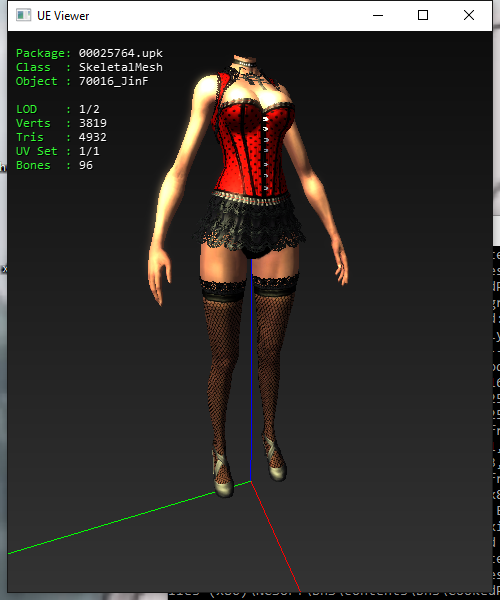 UE Viewer
Package: 00025764.upk
Class : SkeletalMesh
Object : 70016_JinF
LOD : 1/2
Verts : 3819
Tris : 4932
UV Set : 1/1
Bones : 96